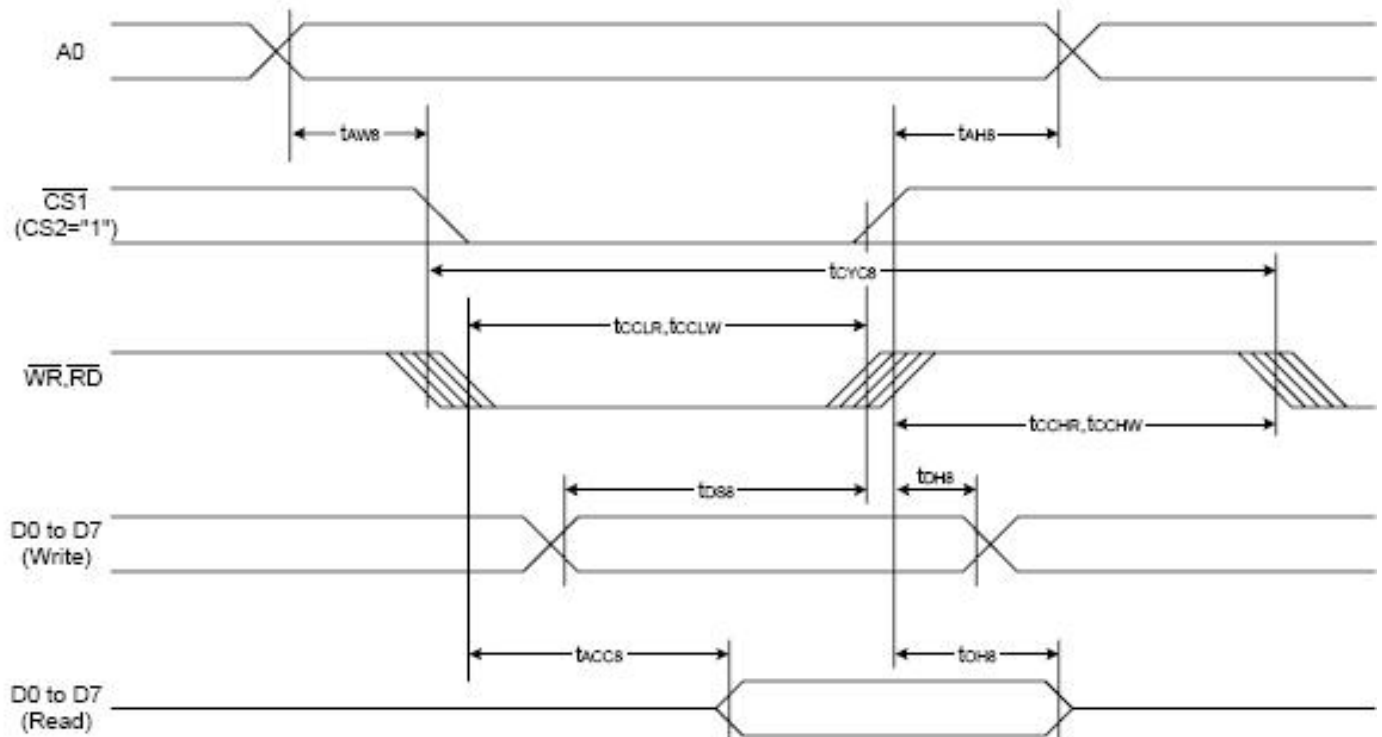 A0
tAW8
tAH8
CS1
(CS2="1")
tCYC8
tCCLR,tCCLW
WR,RD
tCCHR,tCCHW
tDS8
tDH8
D0 to D7
(Write)
tACC8
tOH8
D0 to D7
(Read)